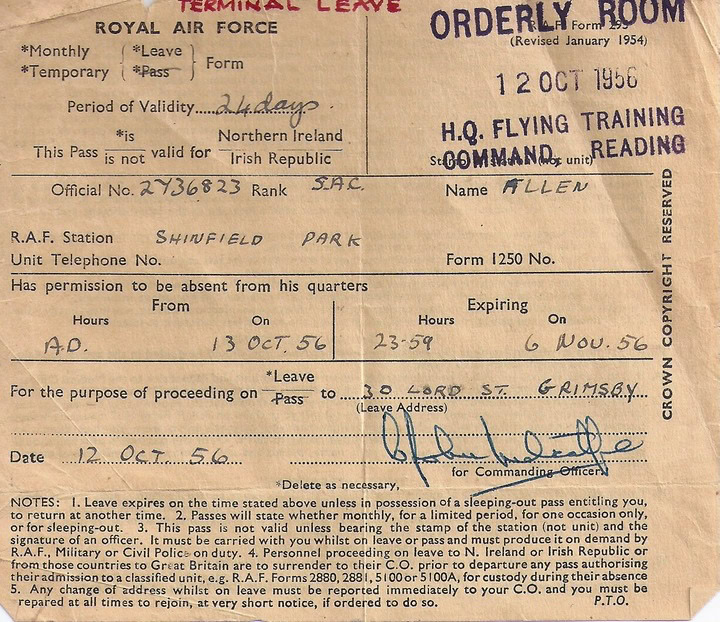 TERMINAL LEAVE
ROYAL AIR FORCE
ORDERLY ROOM
R.A.F. Form 295
(Revised January 1954)
*Monthly *Leave
*Temporary *Pass Form
12 OCT 1956
Period of Validity 24 days
H.Q. FLYING TRAINING
COMMAND, READING
Stamp of Station (not unit)
This Pass *is / is not valid for Northern Ireland / Irish Republic
Official No. 2736823 Rank S.A.C. Name ALLEN
R.A.F. Station SHINFIELD PARK
Unit Telephone No. Form 1250 No.
Has permission to be absent from his quarters
From Expiring
Hours On Hours On
A.D. 13 OCT. 56 23-59 6 NOV. 56
For the purpose of proceeding on *Leave / Pass to 30 LORD ST. GRIMSBY
(Leave Address)
Date 12 OCT. 56
for Commanding Officer
*Delete as necessary,
NOTES: 1. Leave expires on the time stated above unless in possession of a sleeping-out pass entitling you,
to return at another time. 2. Passes will state whether monthly, for a limited period, for one occasion only,
or for sleeping-out. 3. This pass is not valid unless bearing the stamp of the station (not unit) and the
signature of an officer. It must be carried with you whilst on leave or pass and must produce it on demand by
R.A.F., Military or Civil Police on duty. 4. Personnel proceeding on leave to N. Ireland or Irish Republic or
from those countries to Great Britain are to surrender to their C.O. prior to departure any pass authorising
their admission to a classified unit, e.g. R.A.F. Forms 2880, 2881, 5100 or 5100A, for custody during their absence
5. Any change of address whilst on leave must be reported immediately to your C.O. and you must be
repared at all times to rejoin, at very short notice, if ordered to do so. P.T.O.
CROWN COPYRIGHT RESERVED